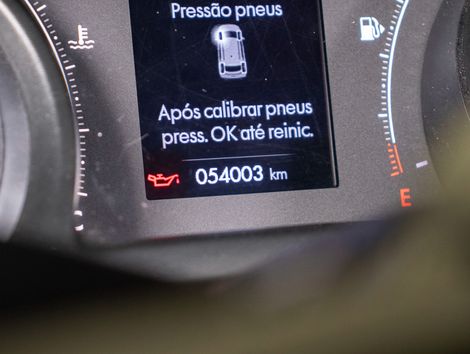 Pressão pneus
Após calibrar pneus
press. OK até reinic.
054003 km
E